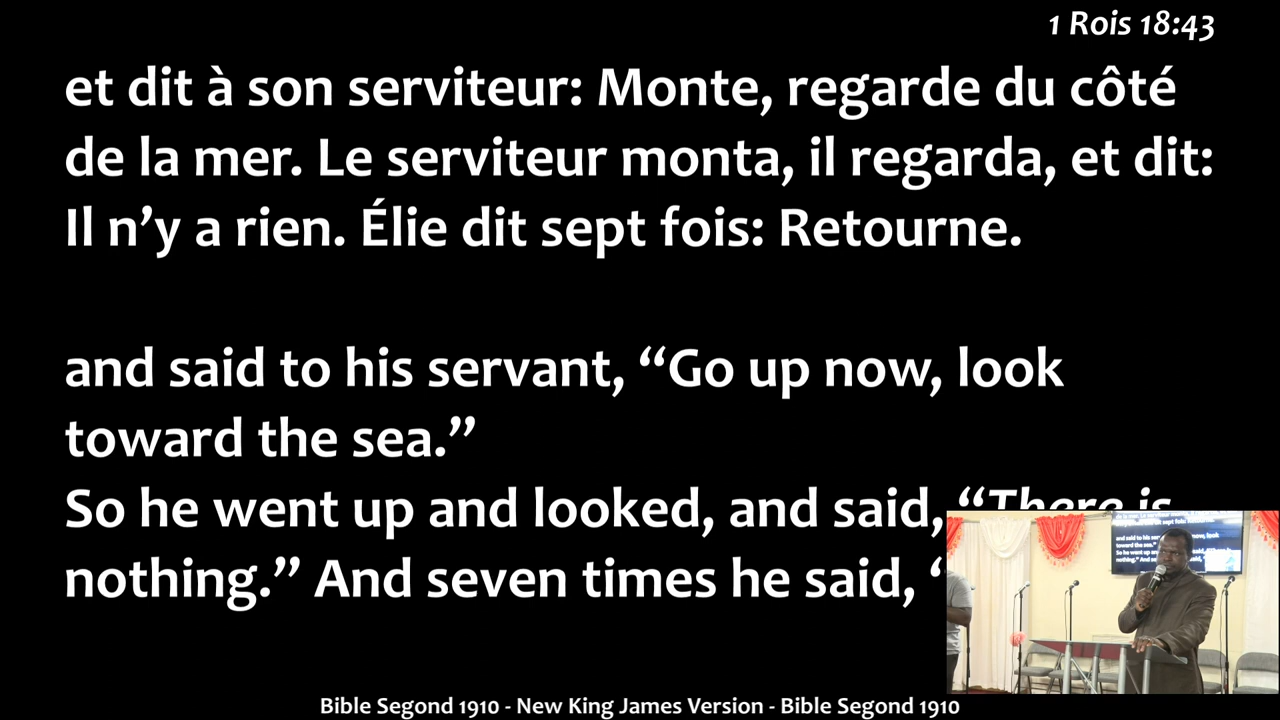 1 Rois 18:43
et dit à son serviteur: Monte, regarde du côté
de la mer. Le serviteur monta, il regarda, et dit:
Il n’y a rien. Élie dit sept fois: Retourne.
and said to his servant, “Go up now, look
toward the sea.”
So he went up and looked, and said, “There is
nothing.” And seven times he said, “
Bible Segond 1910 - New King James Version - Bible Segond 1910